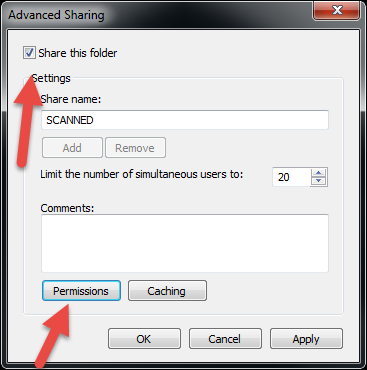 Advanced Sharing
Share this folder
Settings
Share name:
SCANNED
Add Remove
Limit the number of simultaneous users to: 20
Comments:
Permissions Caching
OK Cancel Apply